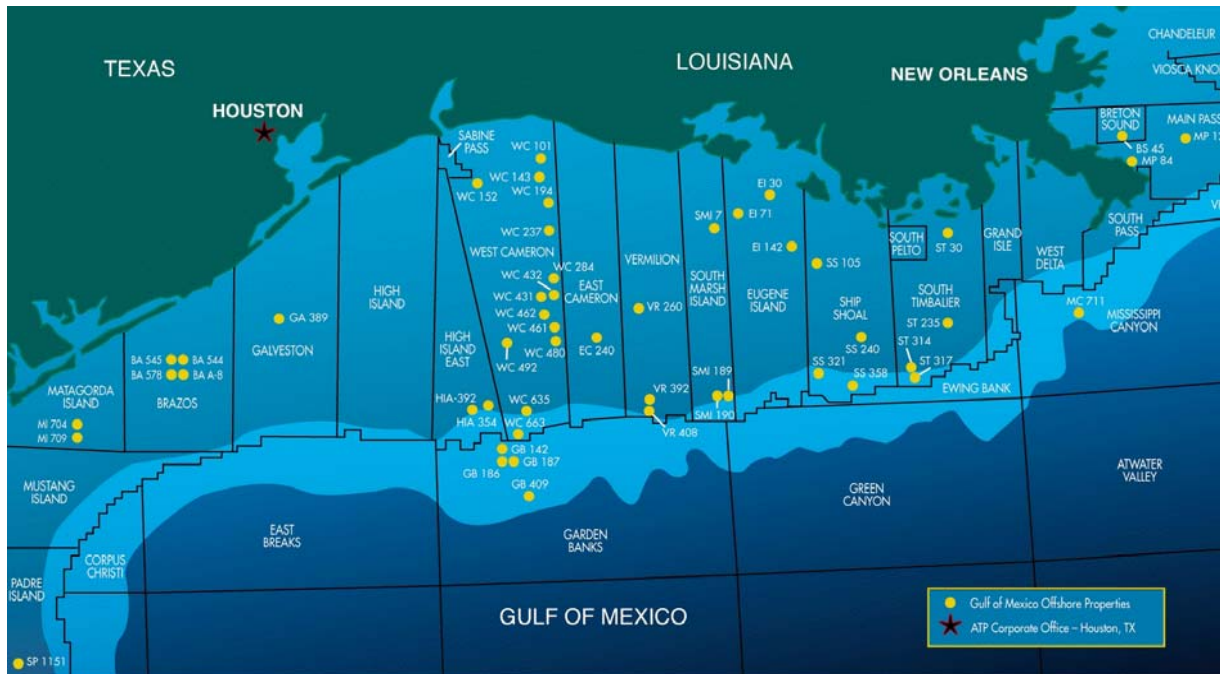 CHANDELEUR
TEXAS
LOUISIANA
NEW ORLEANS
VIOSCA KNO
HOUSTON
BRETON
SOUND
MAIN PASS
SABINE
PASS
WC 101
BS 45
MP 84
WC 143
WC 152
WC 194
EI 30
EI 71
SMI 7
WC 237
EI 142
SOUTH
PELTO
ST 30
GRAND
ISLE
WEST
DELTA
SOUTH
PASS
WEST CAMERON
WC 284
WC 432
EAST
CAMERON
VERMILION
SOUTH
MARSH
ISLAND
EUGENE
ISLAND
SS 105
SHIP
SHOAL
SOUTH
TIMBALIER
HIGH
ISLAND
WC 431
WC 462
WC 461
WC 480
WC 492
VR 260
EC 240
SS 240
ST 235
ST 314
ST 317
MC 711
MISSISSIPPI
CANYON
GA 389
GALVESTON
HIGH
ISLAND
EAST
BA 545
BA 544
BA 578
BA A-8
BRAZOS
MATAGORDA
ISLAND
MI 704
MI 709
SS 321
SS 358
EWING BANK
SMI 189
SMI 190
VR 392
VR 408
HIA-392
HIA 354
WC 635
WC 663
GB 142
GB 186
GB 187
GB 409
MUSTANG
ISLAND
ATWATER
VALLEY
GREEN
CANYON
EAST
BREAKS
GARDEN
BANKS
CORPUS
CHRISTI
PADRE
ISLAND
GULF OF MEXICO
Gulf of Mexico Offshore Properties
ATP Corporate Office – Houston, TX
SP 1151